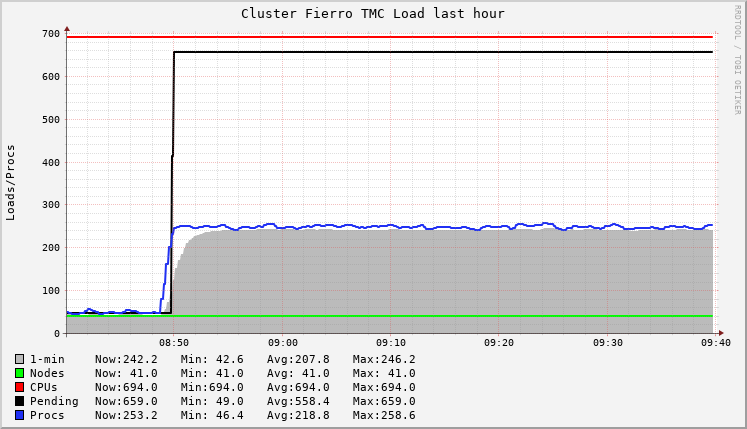 Cluster Fierro TMC Load last hour
RRDTOOL / TOBI OETIKER
Loads/Procs
700
600
500
400
300
200
100
0
08:50 09:00 09:10 09:20 09:30 09:40
1-min Now:242.2 Min: 42.6 Avg:207.8 Max:246.2
Nodes Now: 41.0 Min: 41.0 Avg: 41.0 Max: 41.0
CPUs Now:694.0 Min:694.0 Avg:694.0 Max:694.0
Pending Now:659.0 Min: 49.0 Avg:558.4 Max:659.0
Procs Now:253.2 Min: 46.4 Avg:218.8 Max:258.6